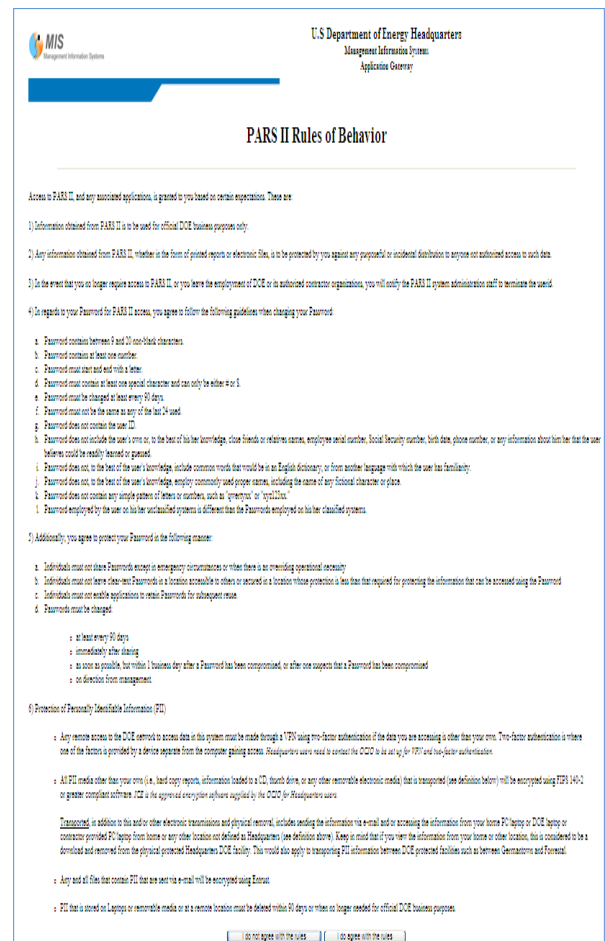 MIS
Management Information Systems
U.S Department of Energy Headquarters
Management Information Systems
Application Gateway
PARS II Rules of Behavior
Access to PARS II, and any associated applications, is granted to you based on certain expectations. These are:
1) Information obtained from PARS II is to be used for official DOE business purposes only.
2) Any information obtained from PARS II, whether in the form of printed reports or electronic files, is to be protected by you against any purposeful or incidental distribution to anyone not authorized access to such data.
3) In the event that you no longer require access to PARS II, or you leave the employment of DOE or its authorized contractor organizations, you will notify the PARS II system administration staff to terminate the userid.
4) In regards to your Password for PARS II access, you agree to follow the following guidelines when changing your Password:
a. Password contains between 9 and 20 non-blank characters.
b. Password contains at least one number.
c. Password must start and end with a letter.
d. Password must contain at least one special character and can only be either # or $.
e. Password must be changed at least every 90 days.
f. Password must not be the same as any of the last 24 used.
g. Password does not contain the user ID.
h. Password does not include the user's own or, to the best of his/her knowledge, close friends or relatives names, employee serial number, Social Security number, birth date, phone number, or any information about him/her that the user
believes could be readily learned or guessed.
i. Password does not, to the best of the user's knowledge, include common words that would be in an English dictionary, or from another language with which the user has familiarity.
j. Password does not, to the best of the user's knowledge, employ commonly used proper names, including the name of any fictional character or place.
k. Password does not contain any simple pattern of letters or numbers, such as "qwertyxx" or "xyz123xx."
l. Password employed by the user on his/her unclassified systems is different than the Passwords employed on his/her classified systems.
5) Additionally, you agree to protect your Password in the following manner:
a. Individuals must not share Passwords except in emergency circumstances or when there is an overriding operational necessity
b. Individuals must not leave clear-text Passwords in a location accessible to others or secured in a location whose protection is less than that required for protecting the information that can be accessed using the Password
c. Individuals must not enable applications to retain Passwords for subsequent reuse.
d. Passwords must be changed:
o at least every 90 days
o immediately after sharing
o as soon as possible, but within 1 business day after a Password has been compromised, or after one suspects that a Password has been compromised
o on direction from management
6) Protection of Personally Identifiable Information (PII)
o Any remote access to the DOE network to access data in this system must be made through a VPN using two-factor authentication if the data you are accessing is other than your own. Two-factor authentication is where
one of the factors is provided by a device separate from the computer gaining access. Headquarters users need to contact the OCIO to be set up for VPN and two-factor authentication.
o All PII media other than your own (i.e., hard copy reports, information loaded to a CD, thumb drive, or any other removable electronic media) that is transported (see definition below) will be encrypted using FIPS 140-2
or greater compliant software. PGE is the approved encryption software supplied by the OCIO for Headquarters users
Transported, in addition to this and/or other electronic transmissions and physical removal, includes sending the information via e-mail and/or accessing the information from your home PC/laptop or DOE laptop or
contractor provided PC/laptop from home or any other location not defined as Headquarters (see definition above). Keep in mind that if you view the information from your home or other location, this is considered to be a
download and removed from the physical protected Headquarters DOE facility. This would also apply to transporting PII information between DOE protected facilities such as between Germantown and Forrestal.
o Any and all files that contain PII that are sent via e-mail will be encrypted using Entrust.
o PII that is stored on Laptops or removable media or at a remote location must be deleted within 90 days or when no longer needed for official DOE business purposes.
I do not agree with the rules I do agree with the rules